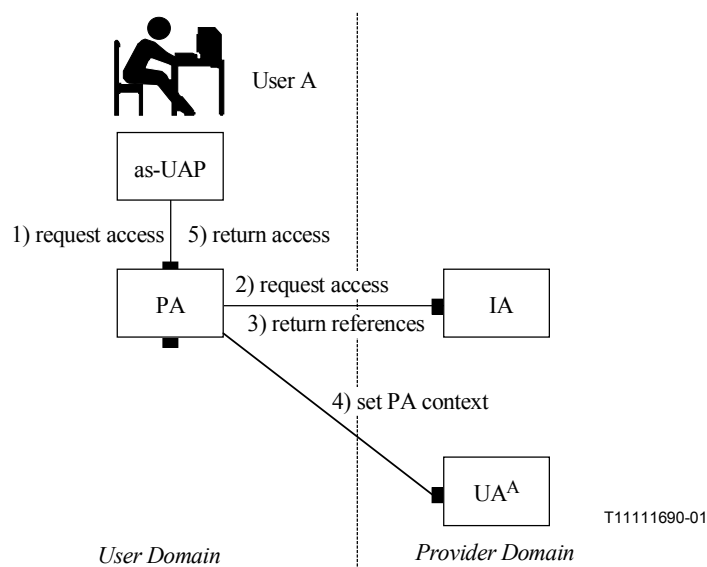 User A
as-UAP
1) request access
5) return access
PA
2) request access
3) return references
IA
4) set PA context
UAᴬ
T11111690-01
User Domain
Provider Domain